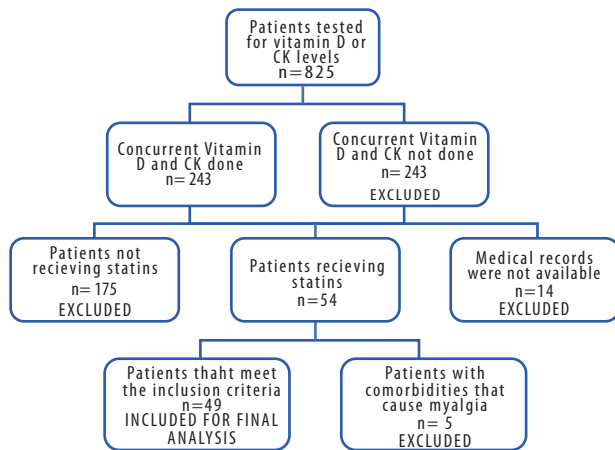 Patients tested
for vitamin D or
CK levels
n=825
Concurrent Vitamin
D and CK done
n= 243
Concurrent Vitamin
D and CK not done
n= 243
EXCLUDED
Patients not
recieving statins
n= 175
EXCLUDED
Patients recieving
statins
n=54
Medical records
were not available
n=14
EXCLUDED
Patients thaht meet
the inclusion criteria
n=49
INCLUDED FOR FINAL
ANALYSIS
Patients with
comorbidities that
cause myalgia
n= 5
EXCLUDED